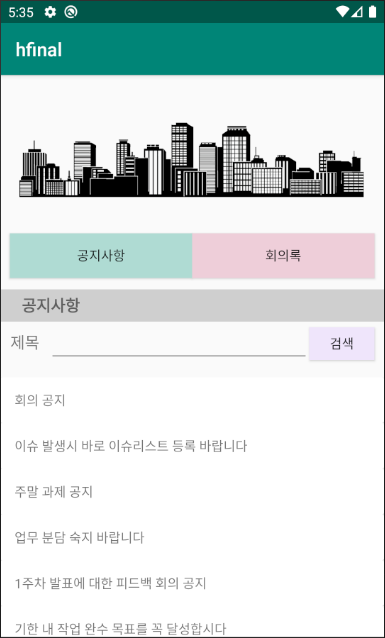 5:35
hfinal
공지사항
회의록
공지사항
제목
검색
회의 공지
이슈 발생시 바로 이슈리스트 등록 바랍니다
주말 과제 공지
업무 분담 숙지 바랍니다
1주차 발표에 대한 피드백 회의 공지
기한 내 작업 완수 목표를 꼭 달성합시다